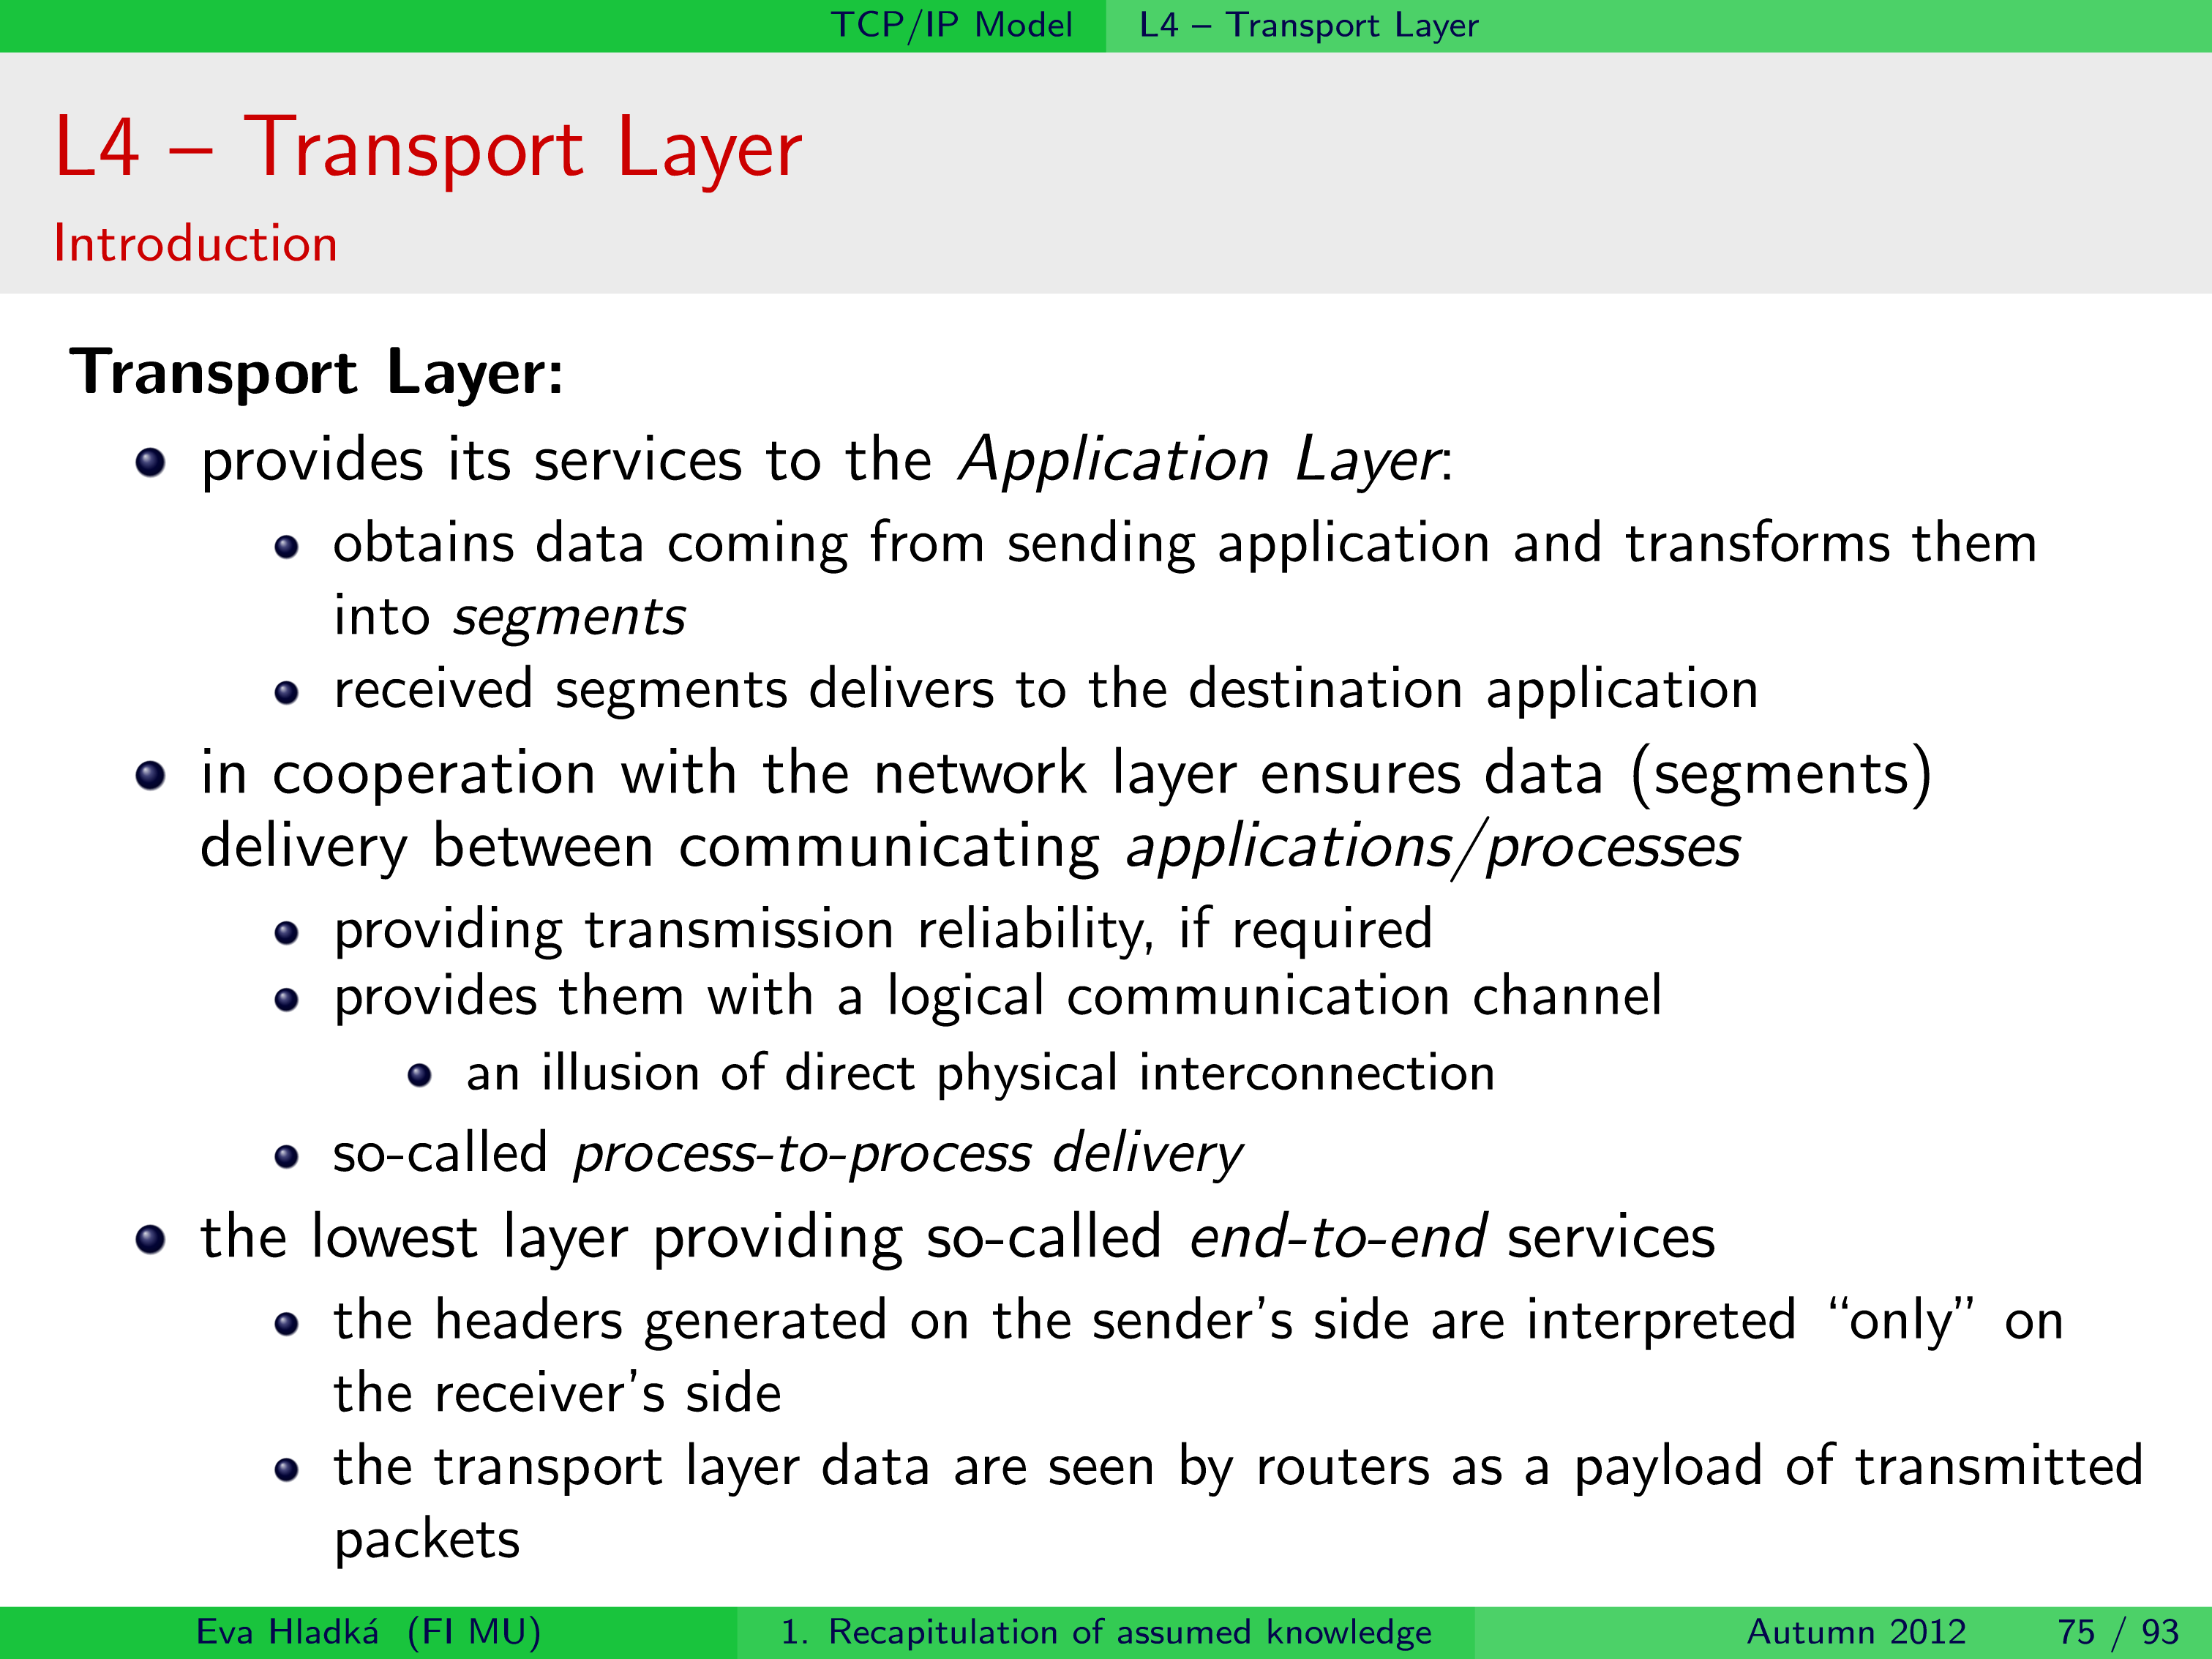 TCP/IP Model L4 – Transport Layer
L4 – Transport Layer
Introduction
Transport Layer:
provides its services to the Application Layer:
obtains data coming from sending application and transforms them
into segments
received segments delivers to the destination application
in cooperation with the network layer ensures data (segments)
delivery between communicating applications/processes
providing transmission reliability, if required
provides them with a logical communication channel
an illusion of direct physical interconnection
so-called process-to-process delivery
the lowest layer providing so-called end-to-end services
the headers generated on the sender’s side are interpreted “only” on
the receiver’s side
the transport layer data are seen by routers as a payload of transmitted
packets
Eva Hladká (FI MU) 1. Recapitulation of assumed knowledge Autumn 2012 75 / 93